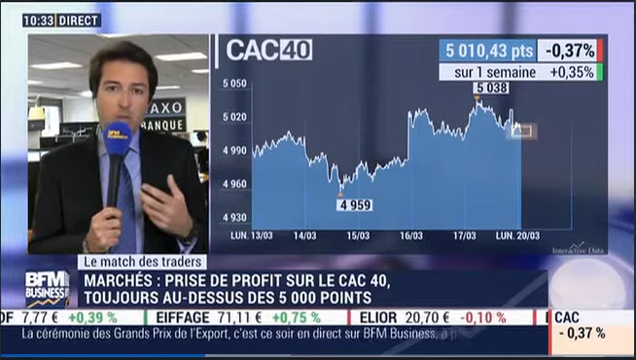 10:33 DIRECT
CAC40
5 010,43 pts -0,37%
sur 1 semaine +0,35%
5 050
5 038
5 020
4 990
4 960
4 959
4 930
LUN. 13/03 14/03 15/03 16/03 17/03 LUN. 20/03
Interactive Data
AXO
BANQUE
BFM
Le match des traders
MARCHÉS : PRISE DE PROFIT SUR LE CAC 40,
TOUJOURS AU-DESSUS DES 5 000 POINTS
BFM
BUSINESS
DF 7,77 € +0,39 % EIFFAGE 71,11 € +0,75 % ELIOR 20,70 € -0,10 % BOU
CAC
-0,37 %
La cérémonie des Grands Prix de l'Export, c'est ce soir en direct sur BFM Business,